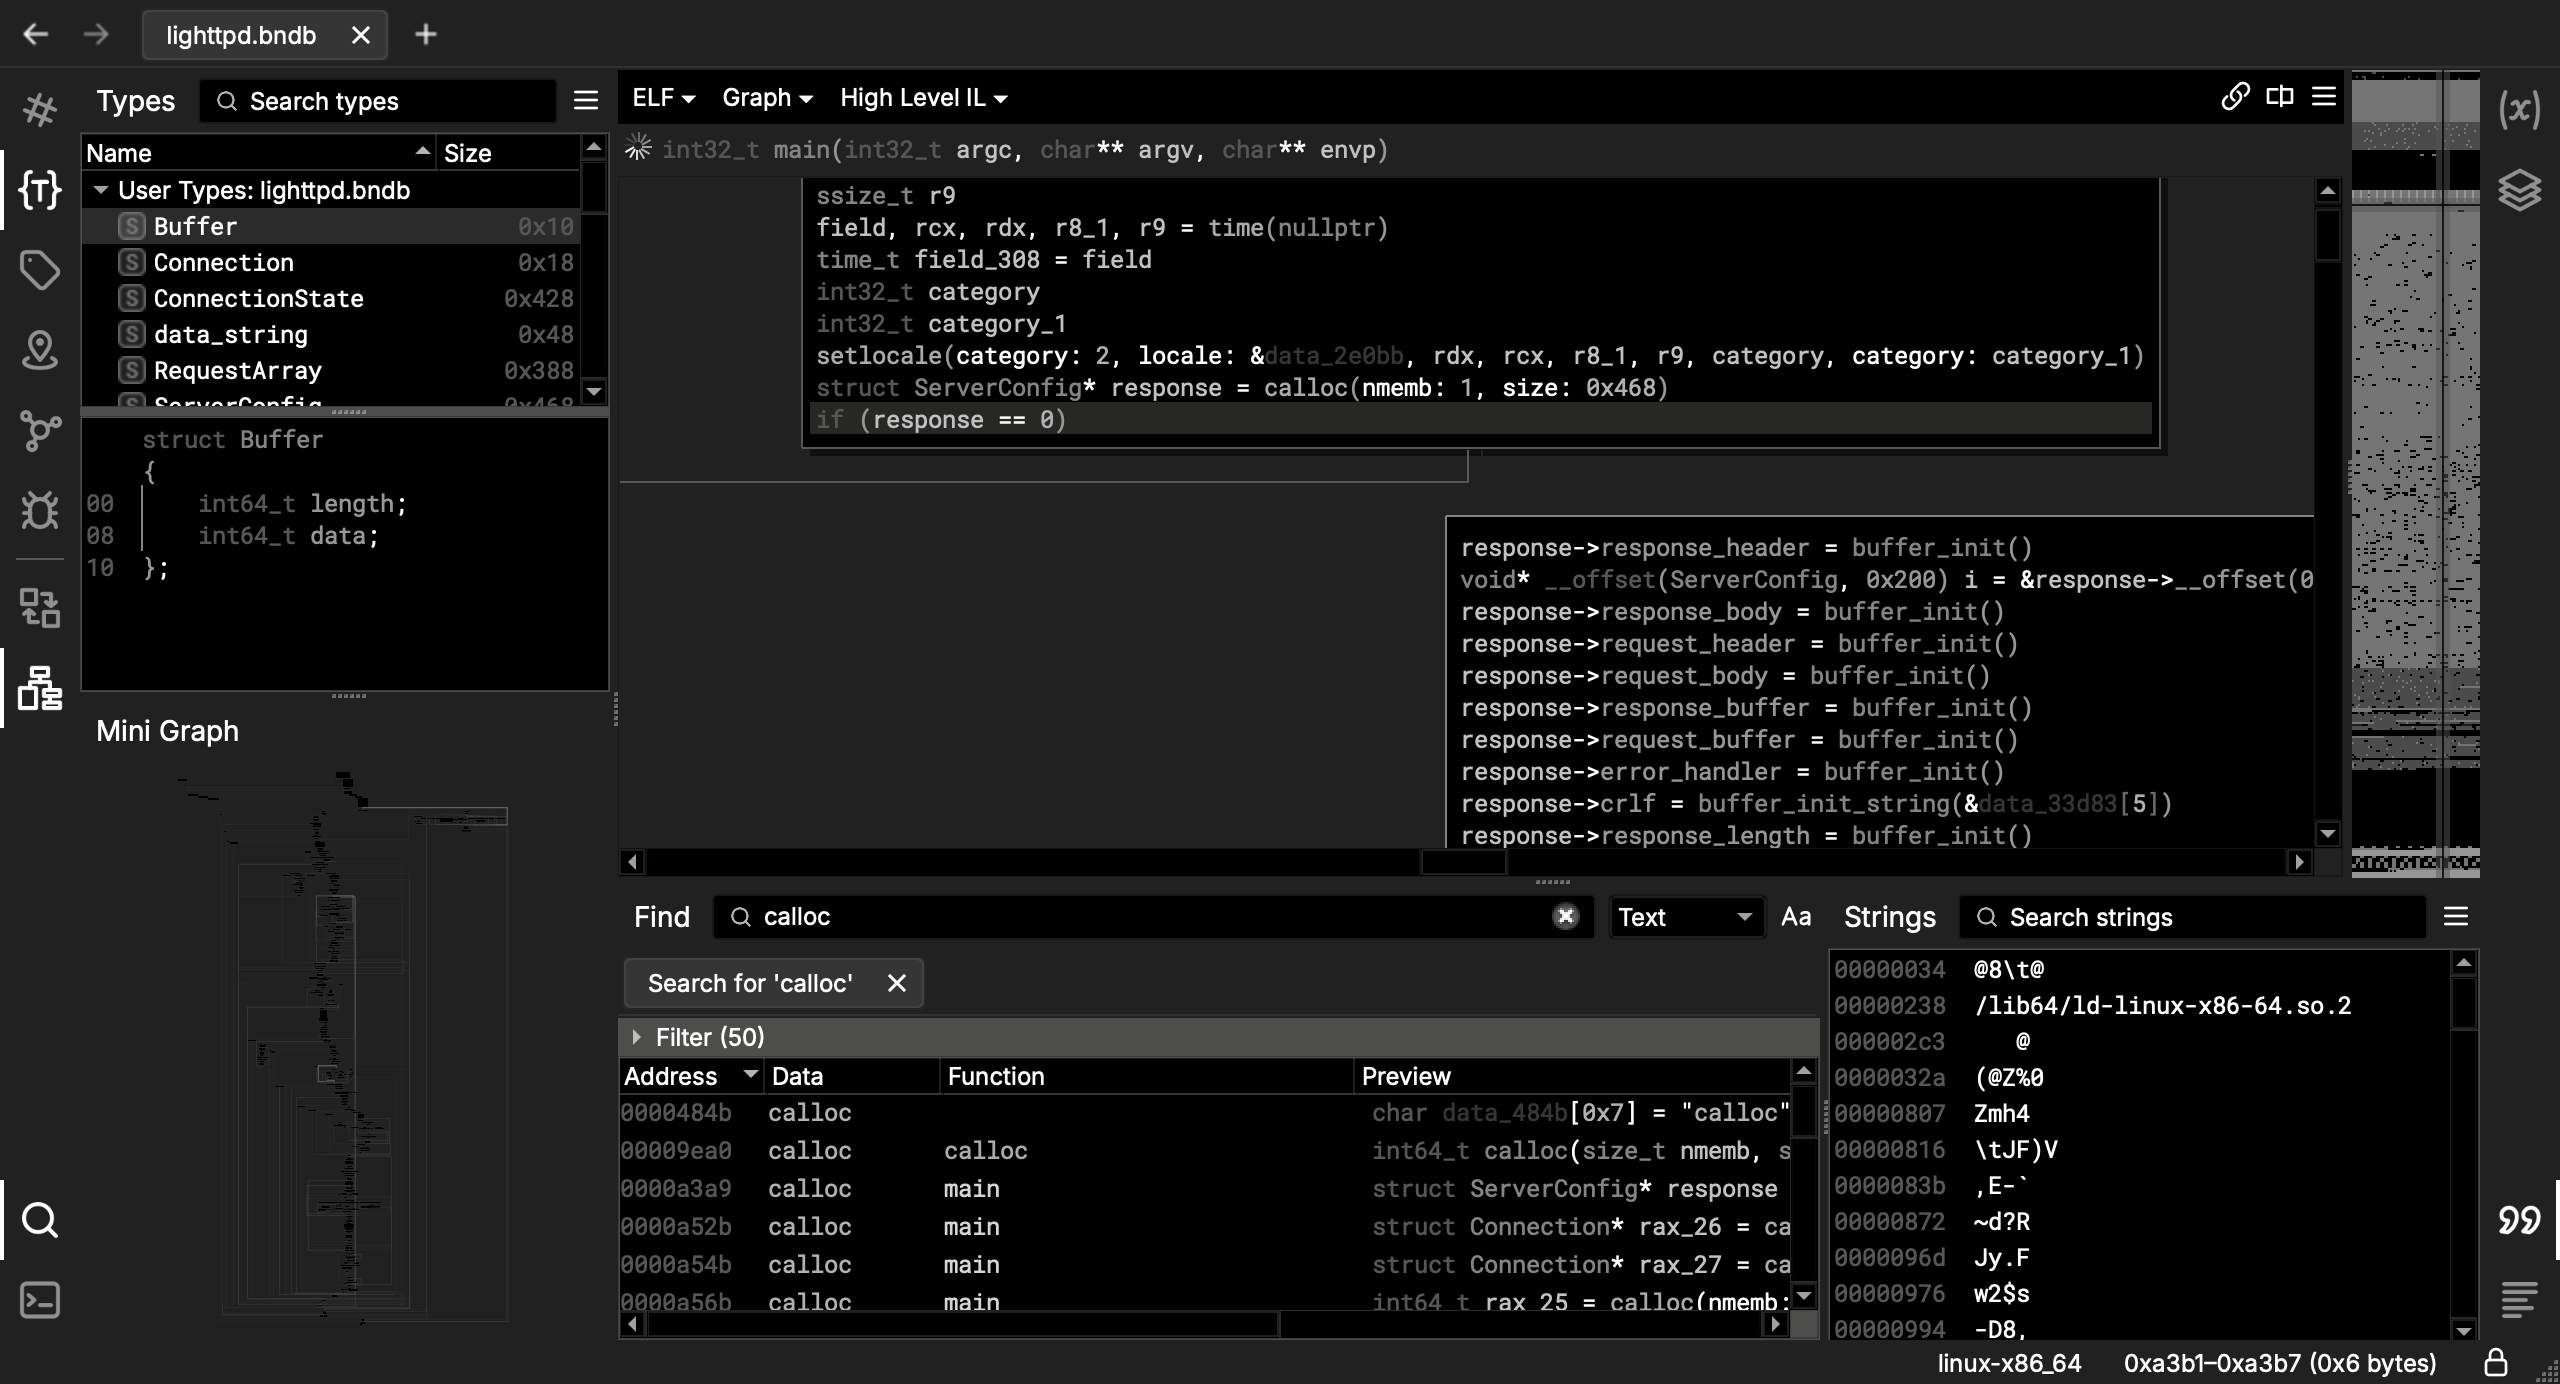 lighttpd.bndb
Types
Search types
Name Size
User Types: lighttpd.bndb
S Buffer 0x10
S Connection 0x18
S ConnectionState 0x428
S data_string 0x48
S RequestArray 0x388
S ServerConfig 0x468
struct Buffer
{
00 int64_t length;
08 int64_t data;
10 };
Mini Graph
ELF Graph High Level IL
int32_t main(int32_t argc, char** argv, char** envp)
ssize_t r9
field, rcx, rdx, r8_1, r9 = time(nullptr)
time_t field_308 = field
int32_t category
int32_t category_1
setlocale(category: 2, locale: &data_2e0bb, rdx, rcx, r8_1, r9, category, category: category_1)
struct ServerConfig* response = calloc(nmemb: 1, size: 0x468)
if (response == 0)
response->response_header = buffer_init()
void* __offset(ServerConfig, 0x200) i = &response->__offset(0
response->response_body = buffer_init()
response->request_header = buffer_init()
response->request_body = buffer_init()
response->response_buffer = buffer_init()
response->request_buffer = buffer_init()
response->error_handler = buffer_init()
response->crlf = buffer_init_string(&data_33d83[5])
response->response_length = buffer_init()
Find
calloc
Text
Aa
Search for 'calloc'
Filter (50)
Address Data Function Preview
0000484b calloc char data_484b[0x7] = "calloc"
00009ea0 calloc calloc int64_t calloc(size_t nmemb, s
0000a3a9 calloc main struct ServerConfig* response
0000a52b calloc main struct Connection* rax_26 = ca
0000a54b calloc main struct Connection* rax_27 = ca
0000a56b calloc main int64_t rax_25 = calloc(nmemb:
Strings
Search strings
00000034 @8\t@
00000238 /lib64/ld-linux-x86-64.so.2
000002c3 @
0000032a (@Z%0
00000807 Zmh4
00000816 \tJF)V
0000083b ,E-`
00000872 ~d?R
0000096d Jy.F
00000976 w2$s
00000994 -D8,
linux-x86_64 0xa3b1–0xa3b7 (0x6 bytes)